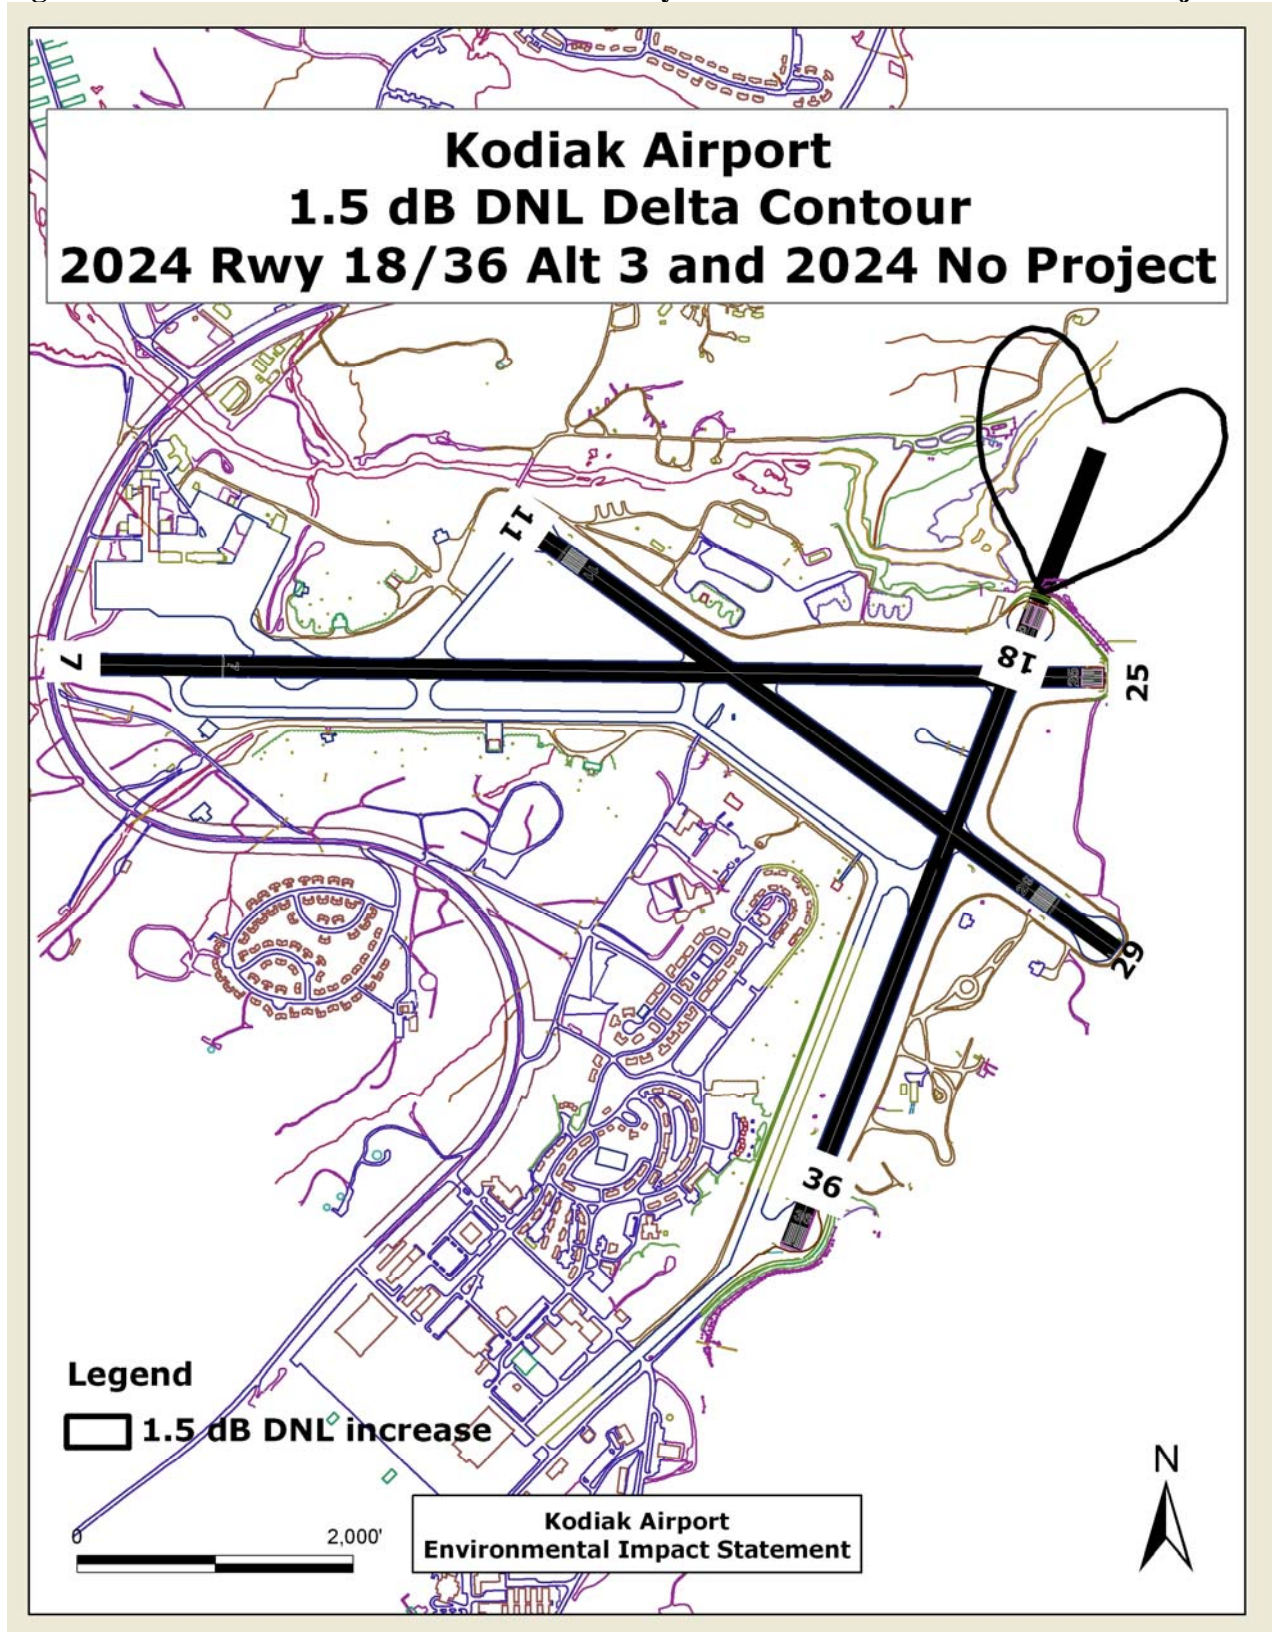 Kodiak Airport
1.5 dB DNL Delta Contour
2024 Rwy 18/36 Alt 3 and 2024 No Project
11
7
18
25
25
29
36
Legend
1.5 dB DNL increase
N
0
2,000'
Kodiak Airport
Environmental Impact Statement